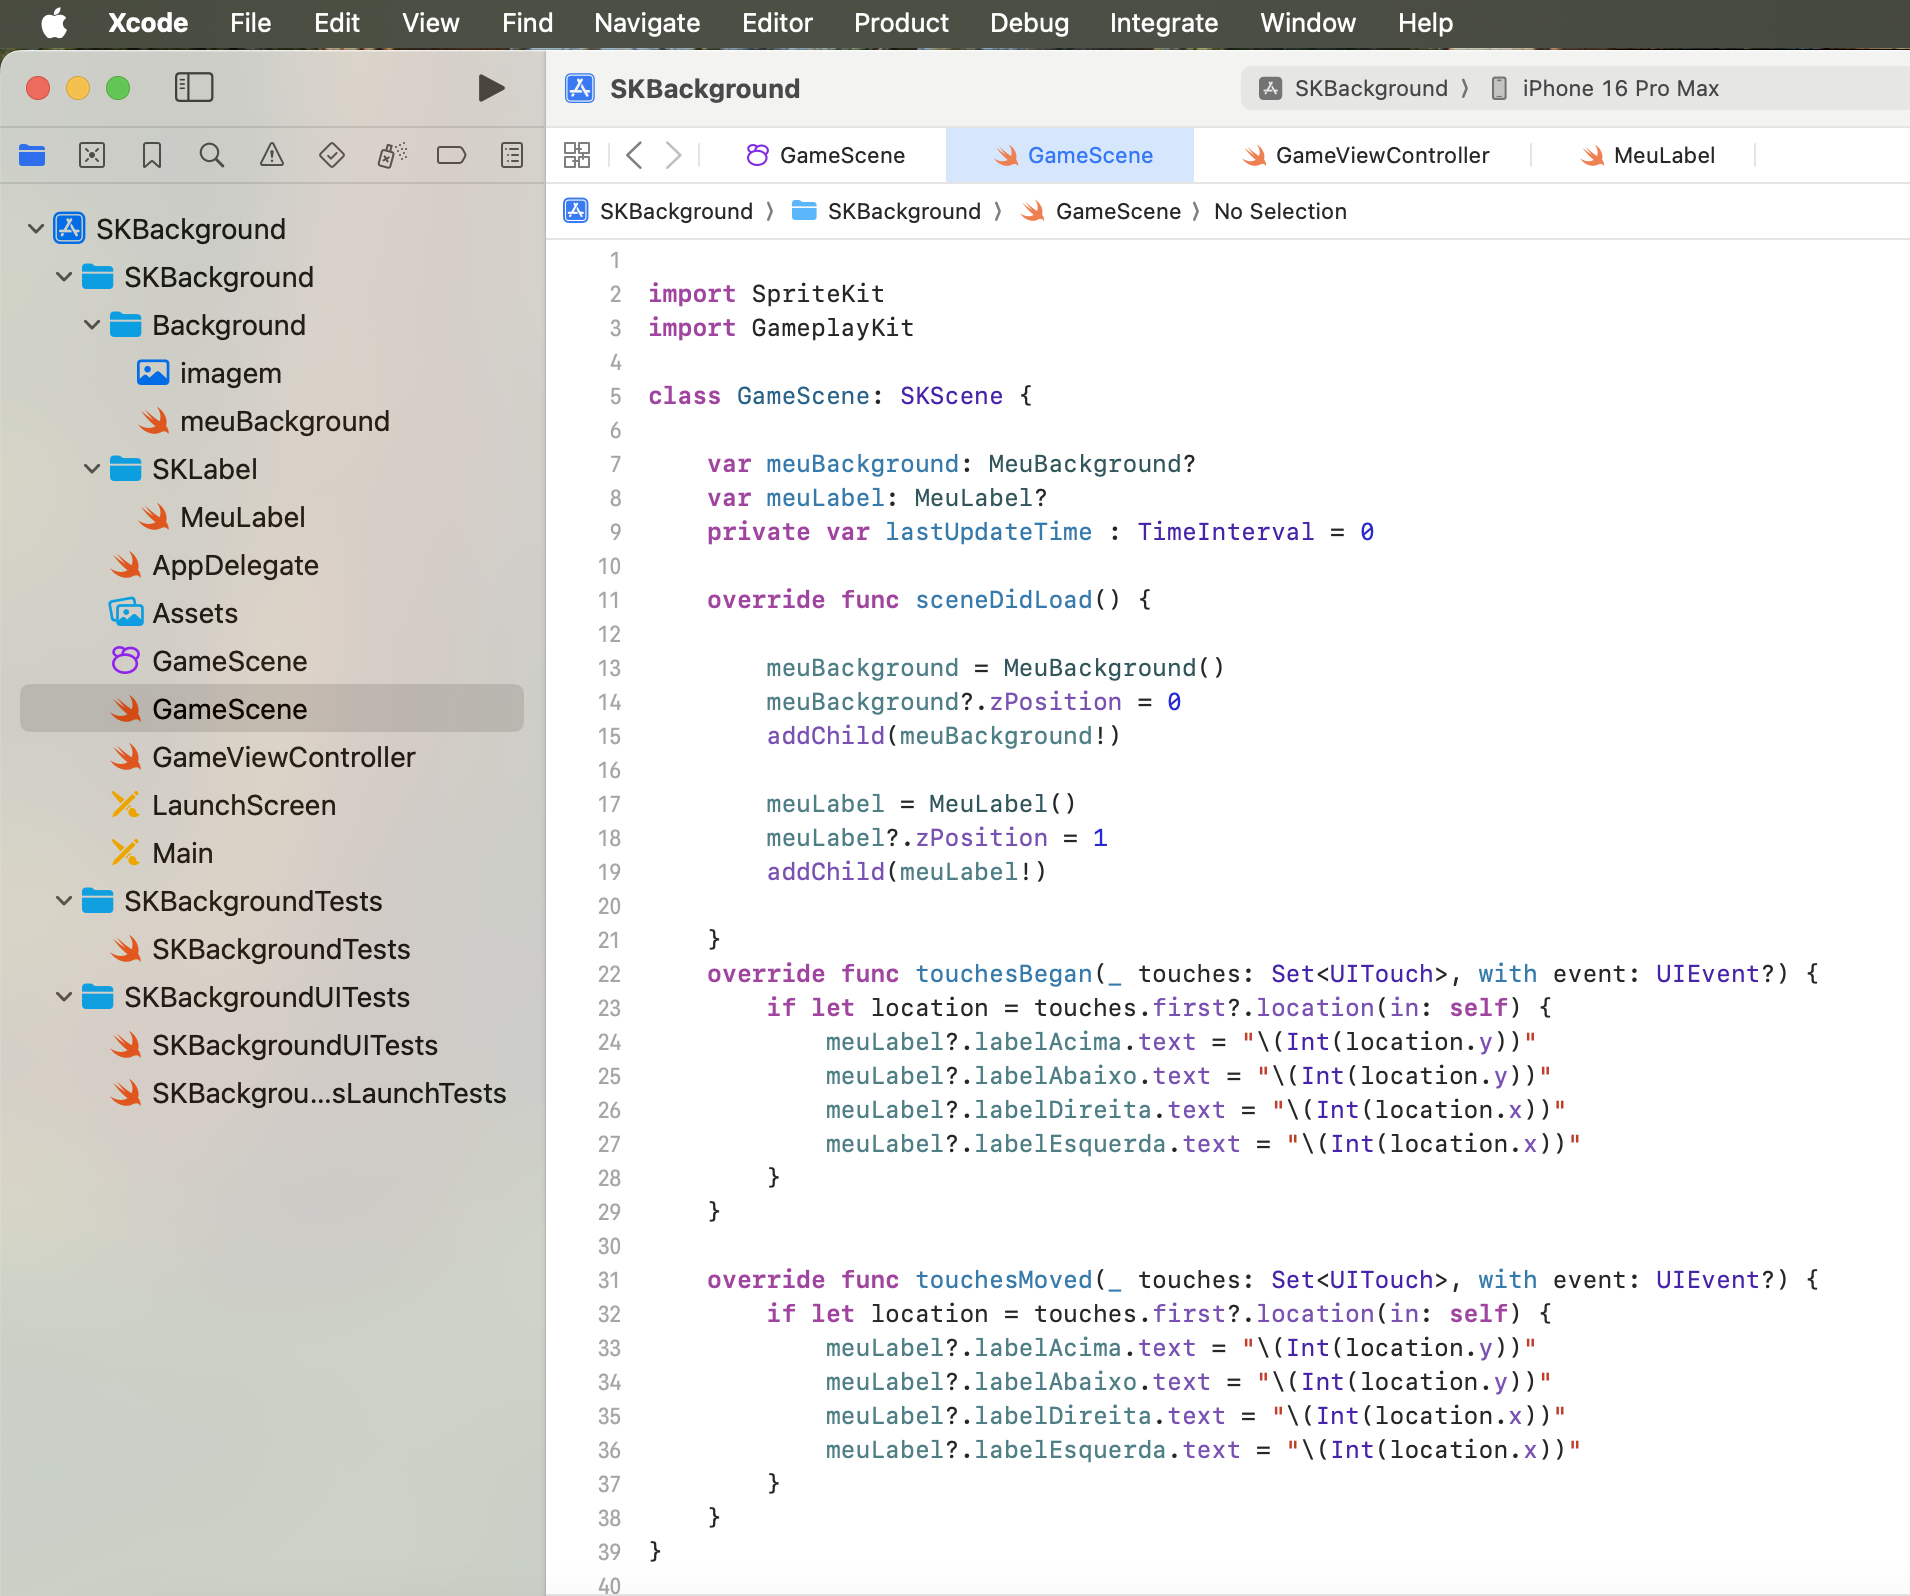 Xcode File Edit View Find Navigate Editor Product Debug Integrate Window Help
SKBackground
SKBackground 〉 iPhone 16 Pro Max
GameScene GameScene GameViewController MeuLabel
SKBackground 〉 SKBackground 〉 GameScene 〉 No Selection
SKBackground
SKBackground
Background
imagem
meuBackground
SKLabel
MeuLabel
AppDelegate
Assets
GameScene
GameScene
GameViewController
LaunchScreen
Main
SKBackgroundTests
SKBackgroundTests
SKBackgroundUITests
SKBackgroundUITests
SKBackgrou...sLaunchTests
1
2 import SpriteKit
3 import GameplayKit
4
5 class GameScene: SKScene {
6
7     var meuBackground: MeuBackground?
8     var meuLabel: MeuLabel?
9     private var lastUpdateTime : TimeInterval = 0
10
11     override func sceneDidLoad() {
12
13         meuBackground = MeuBackground()
14         meuBackground?.zPosition = 0
15         addChild(meuBackground!)
16
17         meuLabel = MeuLabel()
18         meuLabel?.zPosition = 1
19         addChild(meuLabel!)
20
21     }
22     override func touchesBegan(_ touches: Set<UITouch>, with event: UIEvent?) {
23         if let location = touches.first?.location(in: self) {
24             meuLabel?.labelAcima.text = "\(Int(location.y))"
25             meuLabel?.labelAbaixo.text = "\(Int(location.y))"
26             meuLabel?.labelDireita.text = "\(Int(location.x))"
27             meuLabel?.labelEsquerda.text = "\(Int(location.x))"
28         }
29     }
30
31     override func touchesMoved(_ touches: Set<UITouch>, with event: UIEvent?) {
32         if let location = touches.first?.location(in: self) {
33             meuLabel?.labelAcima.text = "\(Int(location.y))"
34             meuLabel?.labelAbaixo.text = "\(Int(location.y))"
35             meuLabel?.labelDireita.text = "\(Int(location.x))"
36             meuLabel?.labelEsquerda.text = "\(Int(location.x))"
37         }
38     }
39 }
40